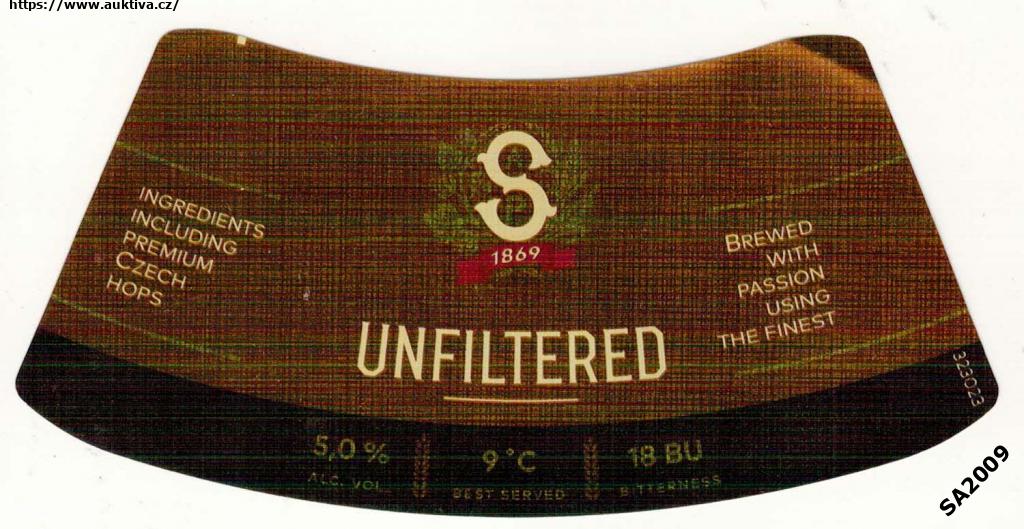 https://www.auktiva.cz/
S
1869
INGREDIENTS
INCLUDING
PREMIUM
CZECH
HOPS
BREWED
WITH
PASSION
USING
THE FINEST
UNFILTERED
323023
5,0 %
ALC. VOL.
9 °C
BEST SERVED
18 BU
BITTERNESS
SA2009